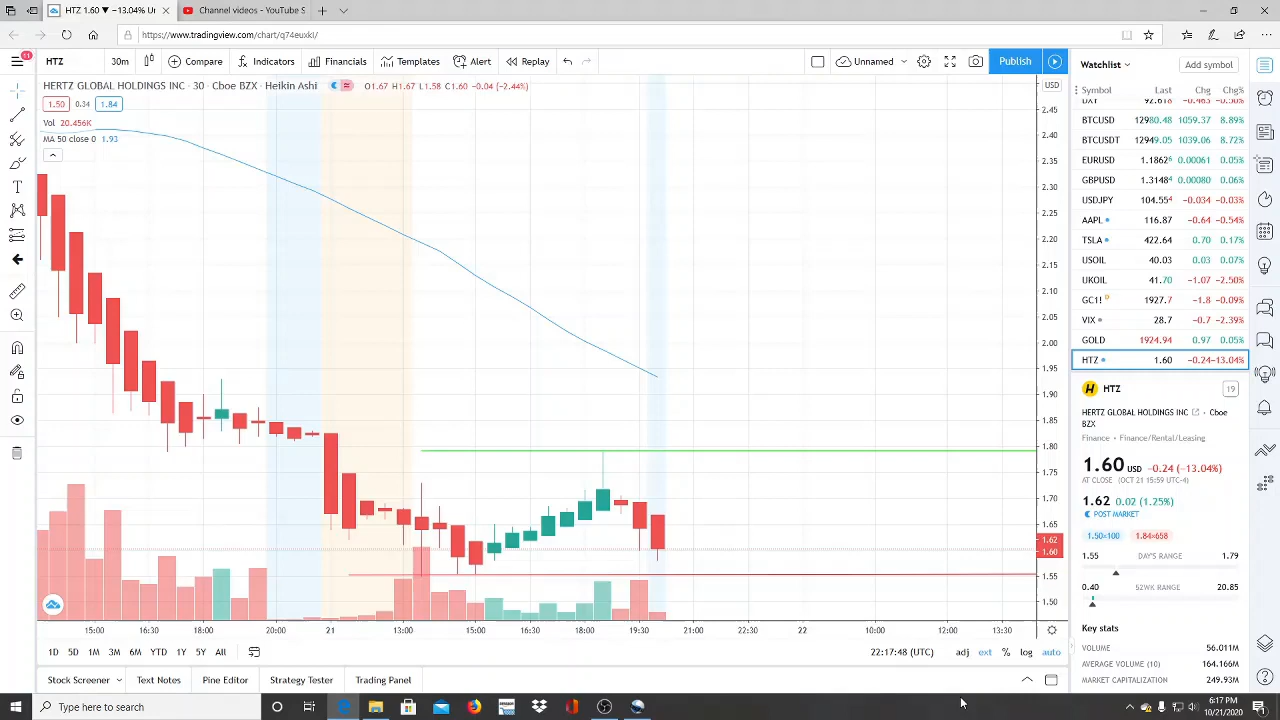 HTZ 1.60 ▼ −13.04% Un
Channel videos - YouTube S
https://www.tradingview.com/chart/q74euxkl/
11
HTZ
30m
Compare
Indicators
Financials
Templates
Alert
Replay
Unnamed
Publish
HERTZ GLOBAL HOLDINGS INC · 30 · Cboe BZX · Heikin Ashi O1.67 H1.67 L1.58 C1.60 −0.04 (−2.44%)
1.50 0.34 1.84
Vol 20.456K
MA 50 close 0 1.93
USD
2.45
2.40
2.35
2.30
2.25
2.20
2.15
2.10
2.05
2.00
1.95
1.90
1.85
1.80
1.75
1.70
1.65
1.62
1.60
1.55
1.50
15:00 16:30 18:00 20:00 21 13:00 15:00 16:30 18:00 19:30 21:00 22:30 22 10:00 12:00 13:30
1D 5D 1M 3M 6M YTD 1Y 5Y All
22:17:48 (UTC) adj ext % log auto
Stock Screener Text Notes Pine Editor Strategy Tester Trading Panel
Watchlist
Add symbol
Symbol Last Chg Chg%
DXY 92.618 −0.463 −0.50%
BTCUSD 12980.48 1059.37 8.89%
BTCUSDT 12949.05 1039.06 8.72%
EURUSD 1.18626 0.00061 0.05%
GBPUSD 1.31484 0.00080 0.06%
USDJPY 104.554 −0.034 −0.03%
AAPL 116.87 −0.64 −0.54%
TSLA 422.64 0.70 0.17%
USOIL 40.03 0.03 0.07%
UKOIL 41.70 −1.07 −2.50%
GC1! D 1927.7 −1.8 −0.09%
VIX 28.7 −0.7 −2.39%
GOLD 1924.94 0.97 0.05%
HTZ 1.60 −0.24 −13.04%
H HTZ
19
HERTZ GLOBAL HOLDINGS INC Cboe
BZX
Finance Finance/Rental/Leasing
1.60 USD −0.24 (−13.04%)
AT CLOSE (OCT 21 15:59 UTC-4)
1.62 0.02 (1.25%)
POST MARKET
1.50×100 1.84×658
1.55 DAY'S RANGE 1.79
0.40 52WK RANGE 20.85
Key stats
VOLUME 56.011M
AVERAGE VOLUME (10) 164.166M
MARKET CAPITALIZATION 249.93M
Type here to search
amazon
6:17 PM
10/21/2020